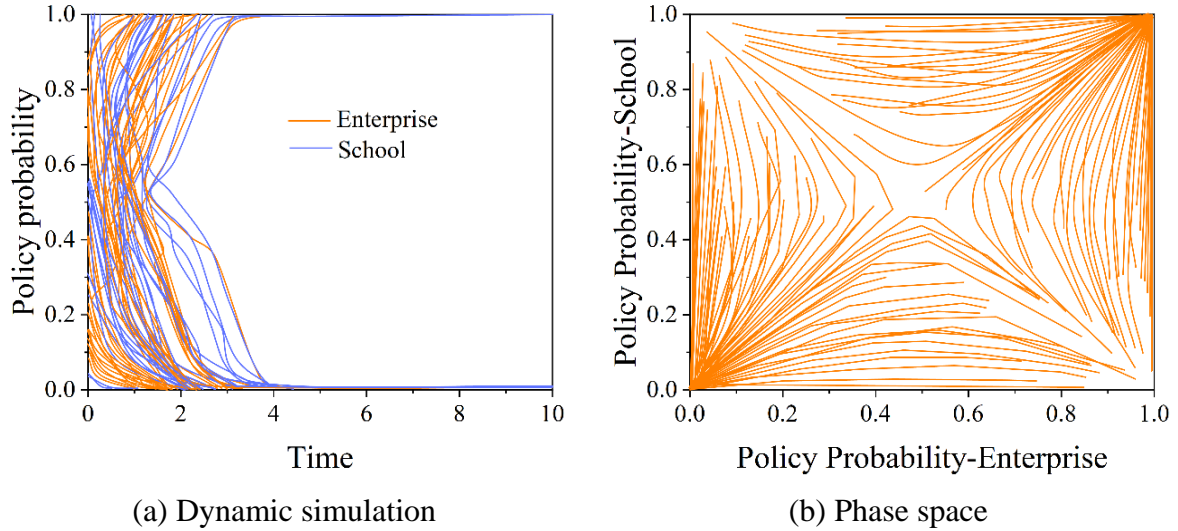 Policy probability
1.0
0.8
0.6
0.4
0.2
0.0
Enterprise
School
0 2 4 6 8 10
Time
(a) Dynamic simulation
Policy Probability-School
1.0
0.8
0.6
0.4
0.2
0.0
0.0 0.2 0.4 0.6 0.8 1.0
Policy Probability-Enterprise
(b) Phase space